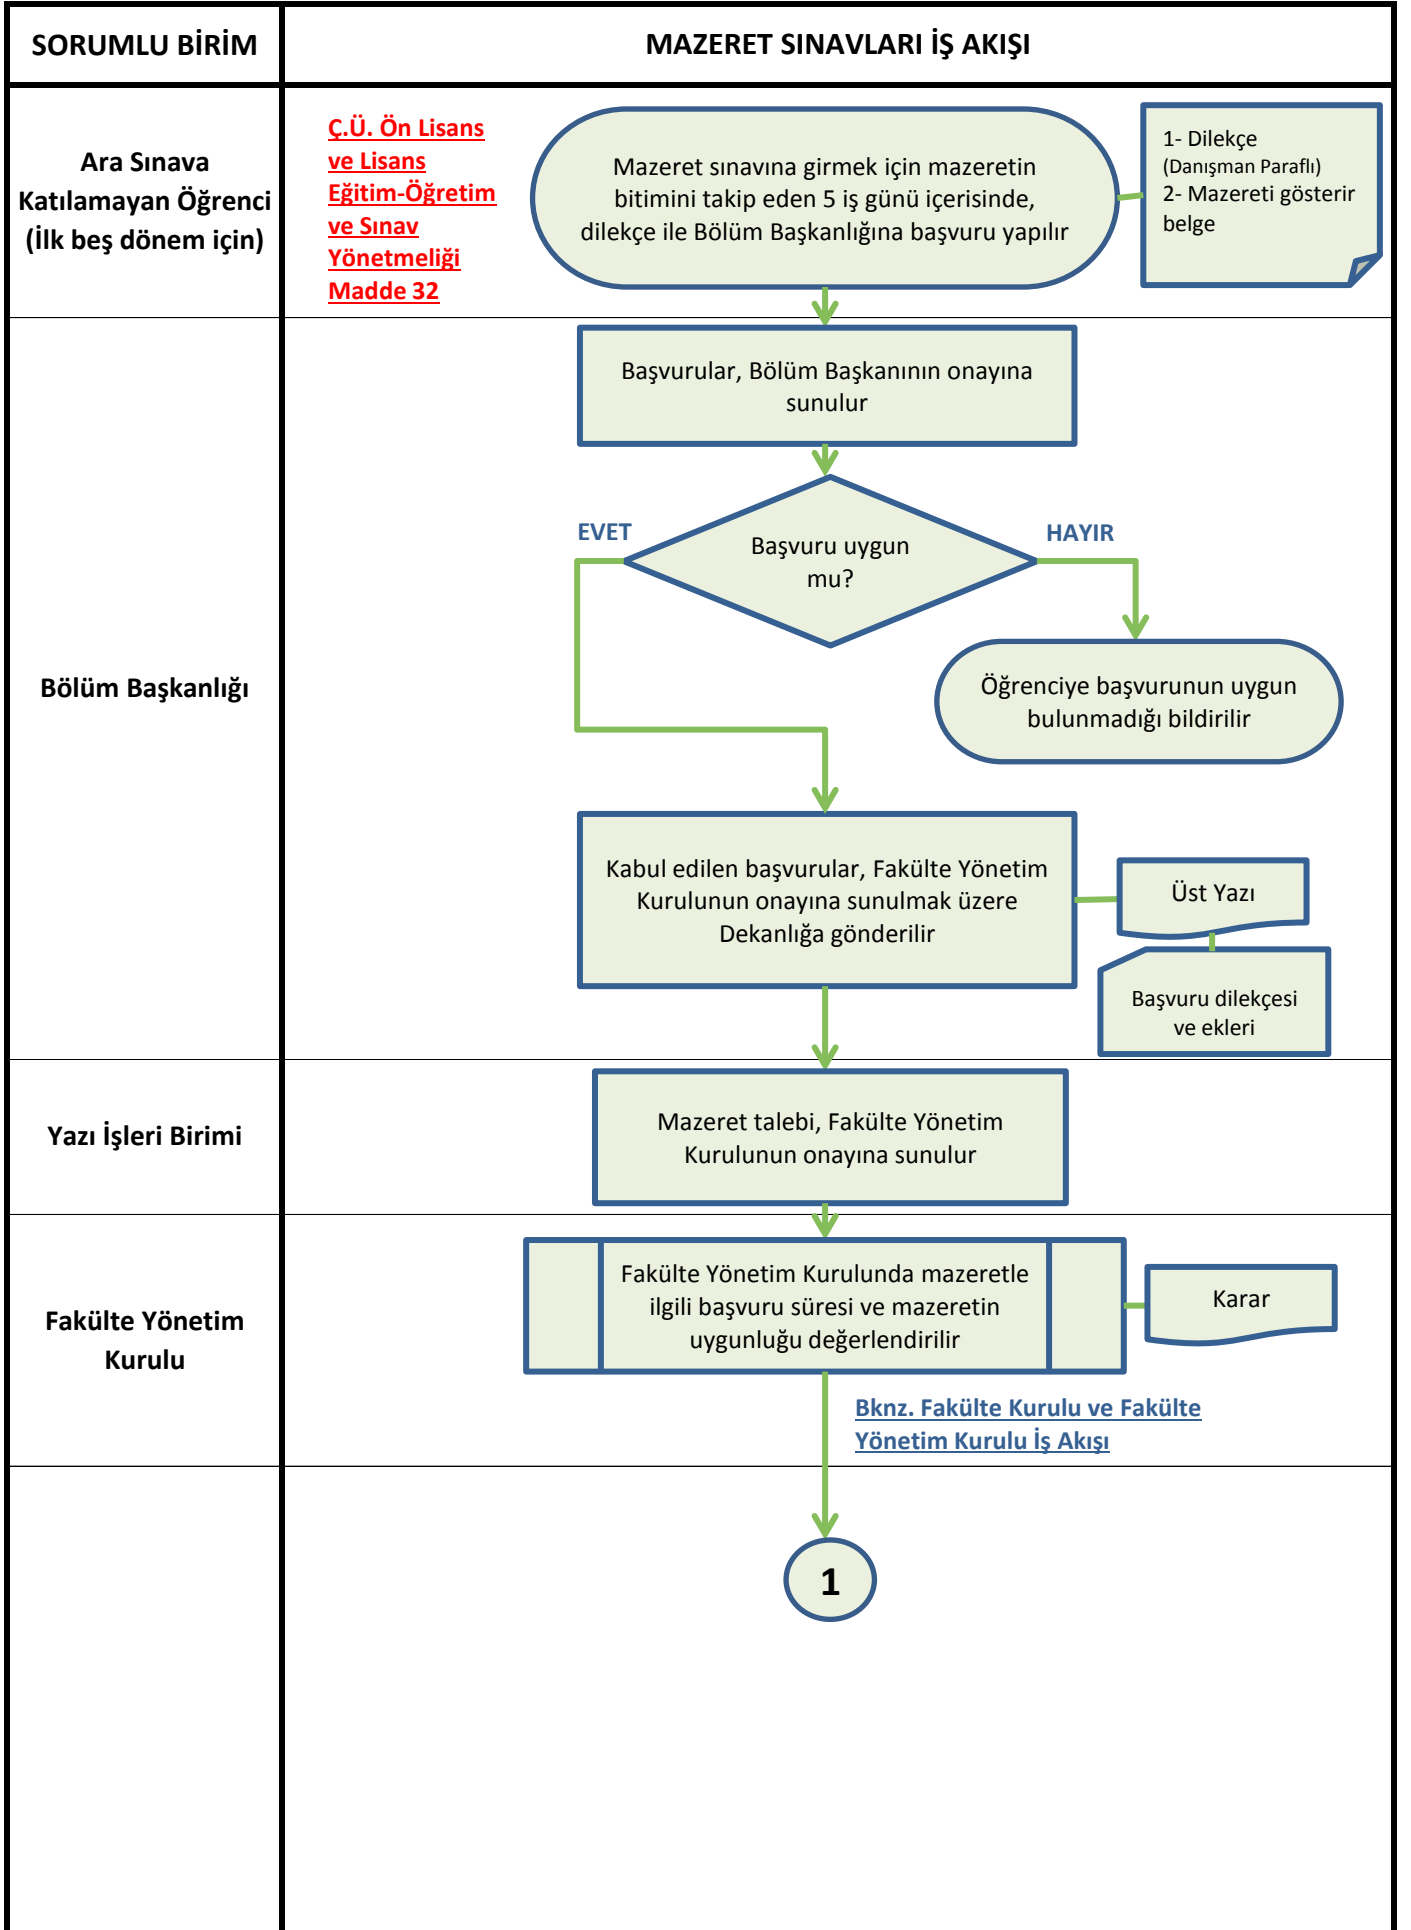 SORUMLU BİRİM
MAZERET SINAVLARI İŞ AKIŞI
Ara Sınava
Katılamayan Öğrenci
(İlk beş dönem için)
Ç.Ü. Ön Lisans
ve Lisans
Eğitim-Öğretim
ve Sınav
Yönetmeliği
Madde 32
Mazeret sınavına girmek için mazeretin
bitimini takip eden 5 iş günü içerisinde,
dilekçe ile Bölüm Başkanlığına başvuru yapılır
1- Dilekçe
(Danışman Paraflı)
2- Mazereti gösterir
belge
Bölüm Başkanlığı
Başvurular, Bölüm Başkanının onayına
sunulur
EVET
Başvuru uygun
mu?
HAYIR
Öğrenciye başvurunun uygun
bulunmadığı bildirilir
Kabul edilen başvurular, Fakülte Yönetim
Kurulunun onayına sunulmak üzere
Dekanlığa gönderilir
Üst Yazı
Başvuru dilekçesi
ve ekleri
Yazı İşleri Birimi
Mazeret talebi, Fakülte Yönetim
Kurulunun onayına sunulur
Fakülte Yönetim
Kurulu
Fakülte Yönetim Kurulunda mazeretle
ilgili başvuru süresi ve mazeretin
uygunluğu değerlendirilir
Karar
Bknz. Fakülte Kurulu ve Fakülte
Yönetim Kurulu İş Akışı
1